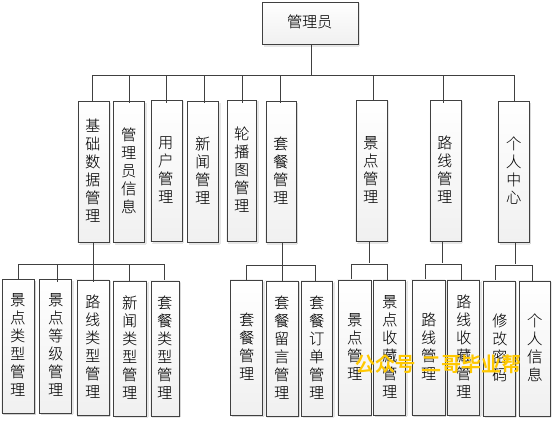 管理员
基础数据管理
管理员信息
用户管理
新闻管理
轮播图管理
套餐管理
景点管理
路线管理
个人中心
景点类型管理
景点等级管理
路线类型管理
新闻类型管理
套餐类型管理
套餐管理
套餐留言管理
套餐订单管理
景点管理
景点收藏管理
路线管理
路线收藏管理
修改密码
个人信息
公众号 二哥毕业帮